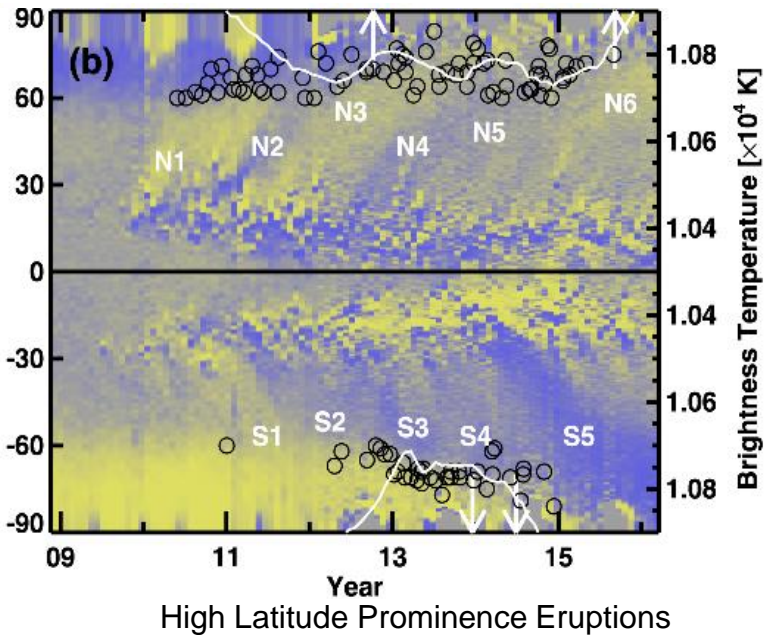 90
(b)
60
30
0
-30
-60
-90
N1
N2
N3
N4
N5
N6
S1
S2
S3
S4
S5
1.08
1.07
1.06
1.04
1.04
1.06
1.08
Brightness Temperature [×10⁴ K]
09
11
13
15
Year
High Latitude Prominence Eruptions